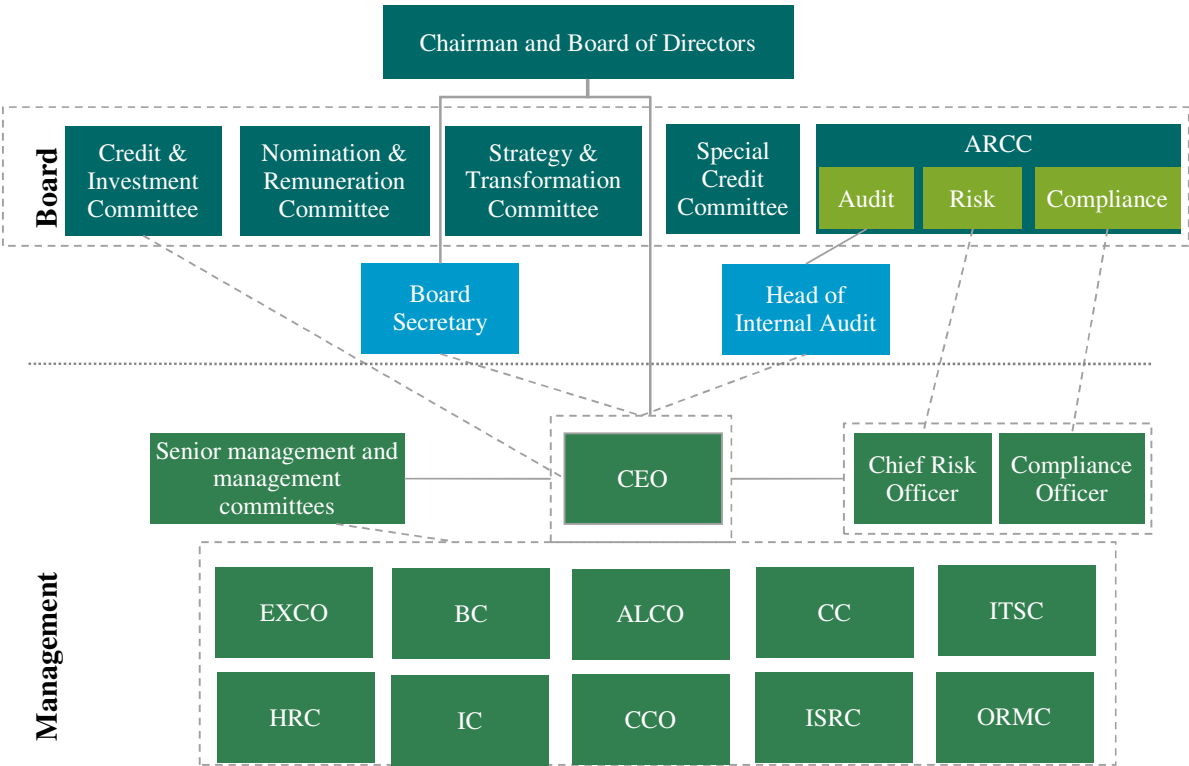 Chairman and Board of Directors
Board
Credit &
Investment
Committee
Nomination &
Remuneration
Committee
Strategy &
Transformation
Committee
Special
Credit
Committee
ARCC
Audit
Risk
Compliance
Board
Secretary
Head of
Internal Audit
Senior management and
management
committees
CEO
Chief Risk
Officer
Compliance
Officer
Management
EXCO
BC
ALCO
CC
ITSC
HRC
IC
CCO
ISRC
ORMC